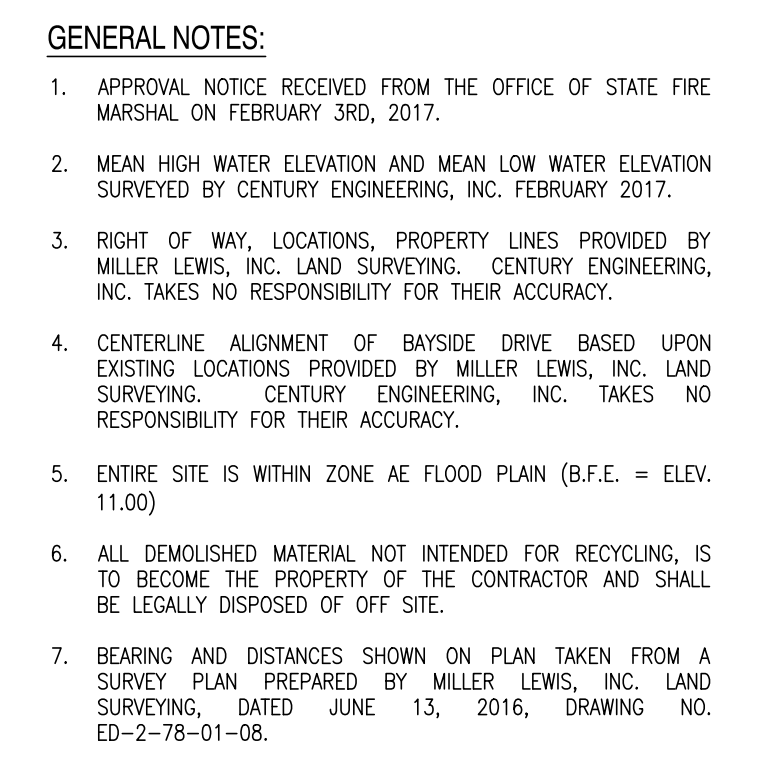 GENERAL NOTES:
1. APPROVAL NOTICE RECEIVED FROM THE OFFICE OF STATE FIRE
MARSHAL ON FEBRUARY 3RD, 2017.
2. MEAN HIGH WATER ELEVATION AND MEAN LOW WATER ELEVATION
SURVEYED BY CENTURY ENGINEERING, INC. FEBRUARY 2017.
3. RIGHT OF WAY, LOCATIONS, PROPERTY LINES PROVIDED BY
MILLER LEWIS, INC. LAND SURVEYING. CENTURY ENGINEERING,
INC. TAKES NO RESPONSIBILITY FOR THEIR ACCURACY.
4. CENTERLINE ALIGNMENT OF BAYSIDE DRIVE BASED UPON
EXISTING LOCATIONS PROVIDED BY MILLER LEWIS, INC. LAND
SURVEYING. CENTURY ENGINEERING, INC. TAKES NO
RESPONSIBILITY FOR THEIR ACCURACY.
5. ENTIRE SITE IS WITHIN ZONE AE FLOOD PLAIN (B.F.E. = ELEV.
11.00)
6. ALL DEMOLISHED MATERIAL NOT INTENDED FOR RECYCLING, IS
TO BECOME THE PROPERTY OF THE CONTRACTOR AND SHALL
BE LEGALLY DISPOSED OF OFF SITE.
7. BEARING AND DISTANCES SHOWN ON PLAN TAKEN FROM A
SURVEY PLAN PREPARED BY MILLER LEWIS, INC. LAND
SURVEYING, DATED JUNE 13, 2016, DRAWING NO.
ED-2-78-01-08.